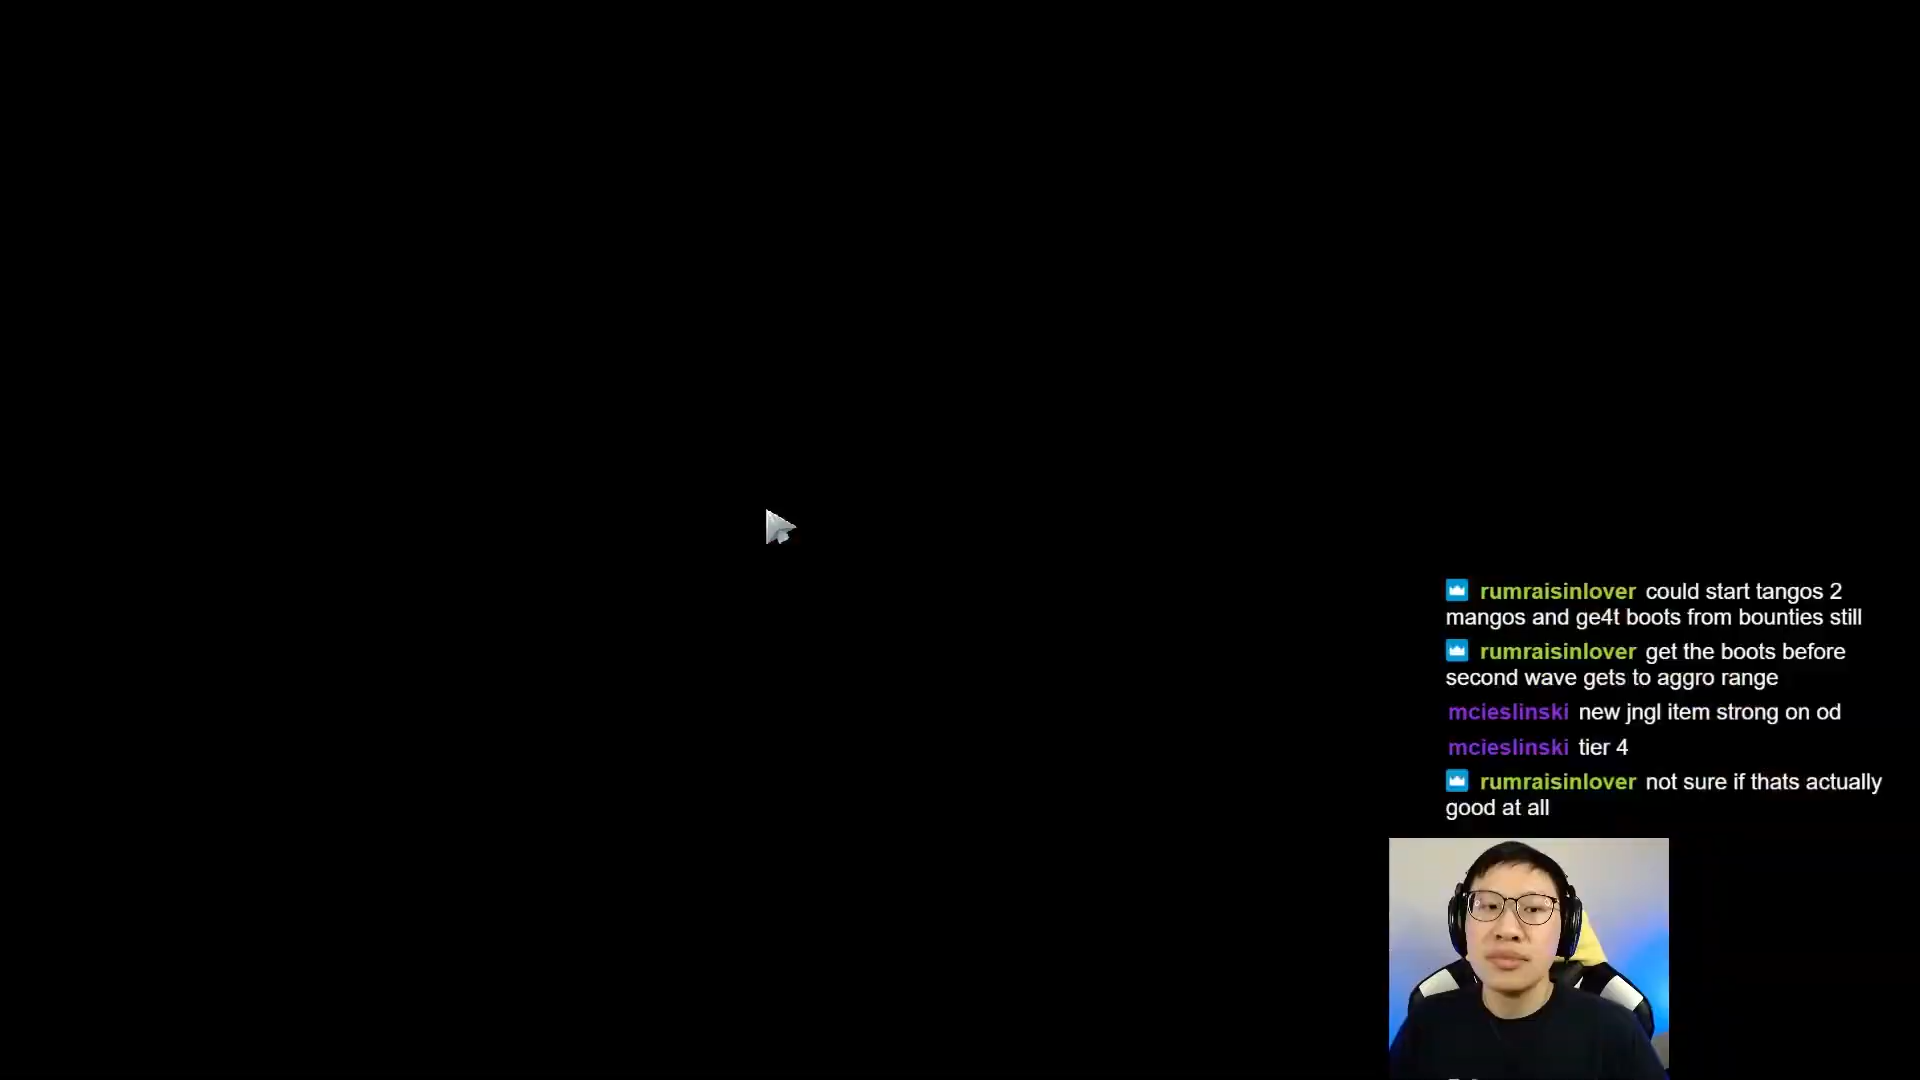 rumraisinlover could start tangos 2
mangos and ge4t boots from bounties still
rumraisinlover get the boots before
second wave gets to aggro range
mcieslinski new jngl item strong on od
mcieslinski tier 4
rumraisinlover not sure if thats actually
good at all